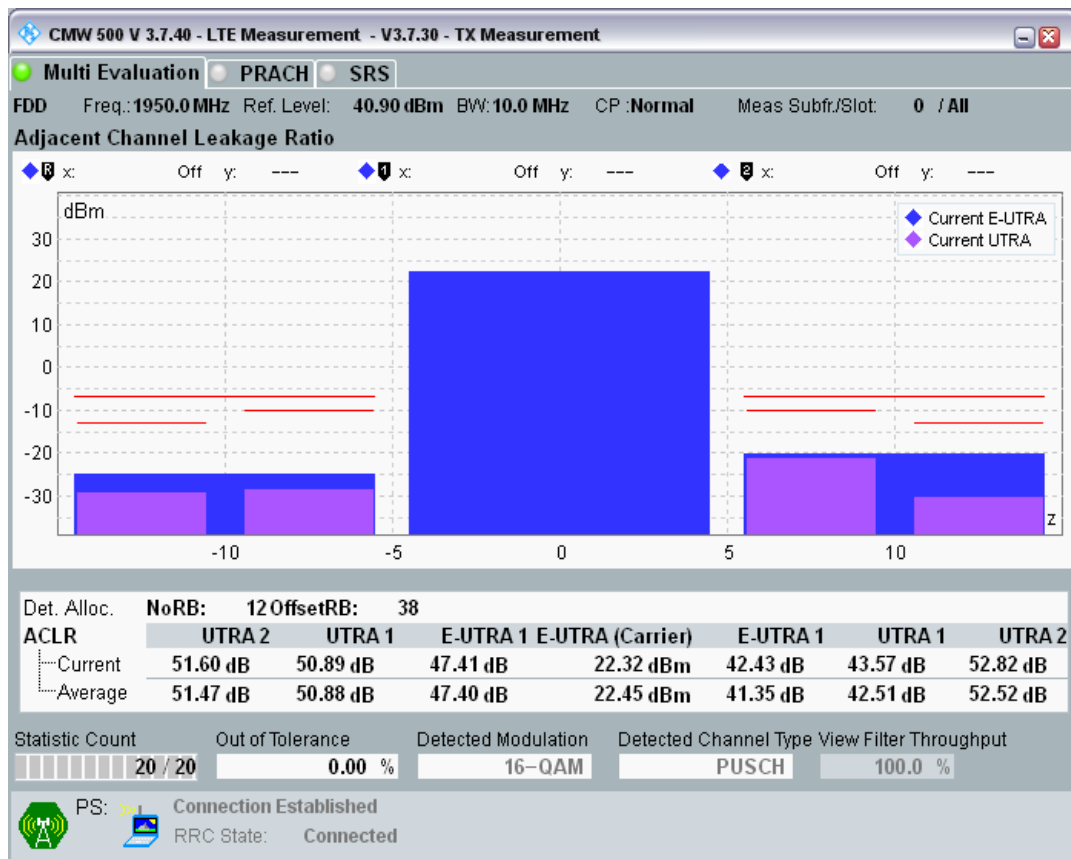 CMW 500 V 3.7.40 - LTE Measurement - V3.7.30 - TX Measurement
Multi Evaluation PRACH SRS
FDD Freq.:1950.0 MHz Ref. Level: 40.90 dBm BW:10.0 MHz CP :Normal Meas Subfr./Slot: 0 / All
Adjacent Channel Leakage Ratio
R x: Off y: --- 1 x: Off y: --- 2 x: Off y: ---
dBm
Current E-UTRA
Current UTRA
30
20
10
0
-10
-20
-30
z
-10 -5 0 5 10
Det. Alloc. NoRB: 12 OffsetRB: 38
ACLR UTRA 2 UTRA 1 E-UTRA 1 E-UTRA (Carrier) E-UTRA 1 UTRA 1 UTRA 2
Current 51.60 dB 50.89 dB 47.41 dB 22.32 dBm 42.43 dB 43.57 dB 52.82 dB
Average 51.47 dB 50.88 dB 47.40 dB 22.45 dBm 41.35 dB 42.51 dB 52.52 dB
Statistic Count Out of Tolerance Detected Modulation Detected Channel Type View Filter Throughput
20 / 20 0.00 % 16-QAM PUSCH 100.0 %
PS: Connection Established
RRC State: Connected